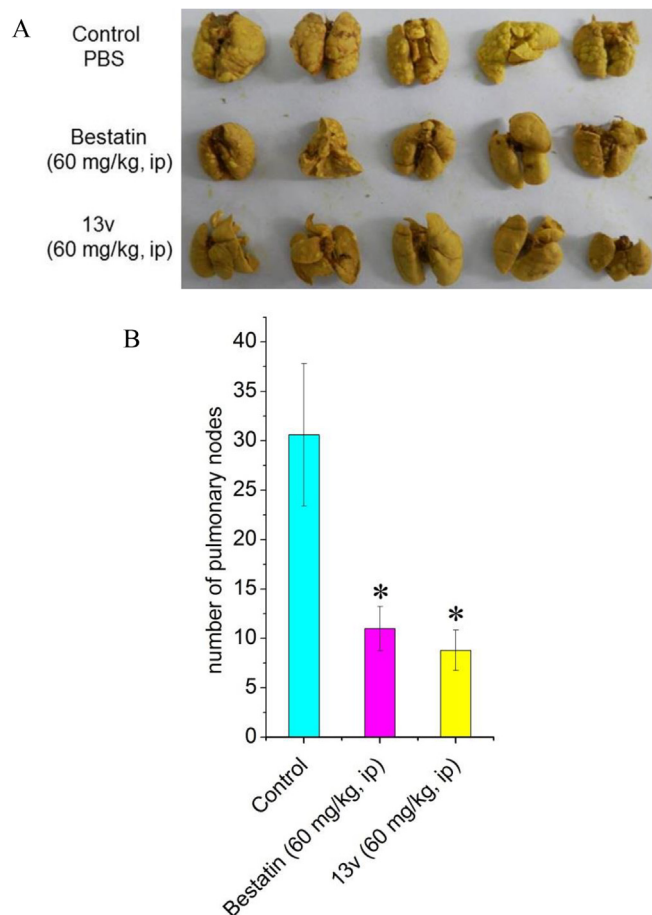 A
Control
PBS
Bestatin
(60 mg/kg, ip)
13v
(60 mg/kg, ip)
B
number of pulmonary nodes
40
35
30
25
20
15
10
5
0
*
*
Control
Bestatin (60 mg/kg, ip)
13v (60 mg/kg, ip)